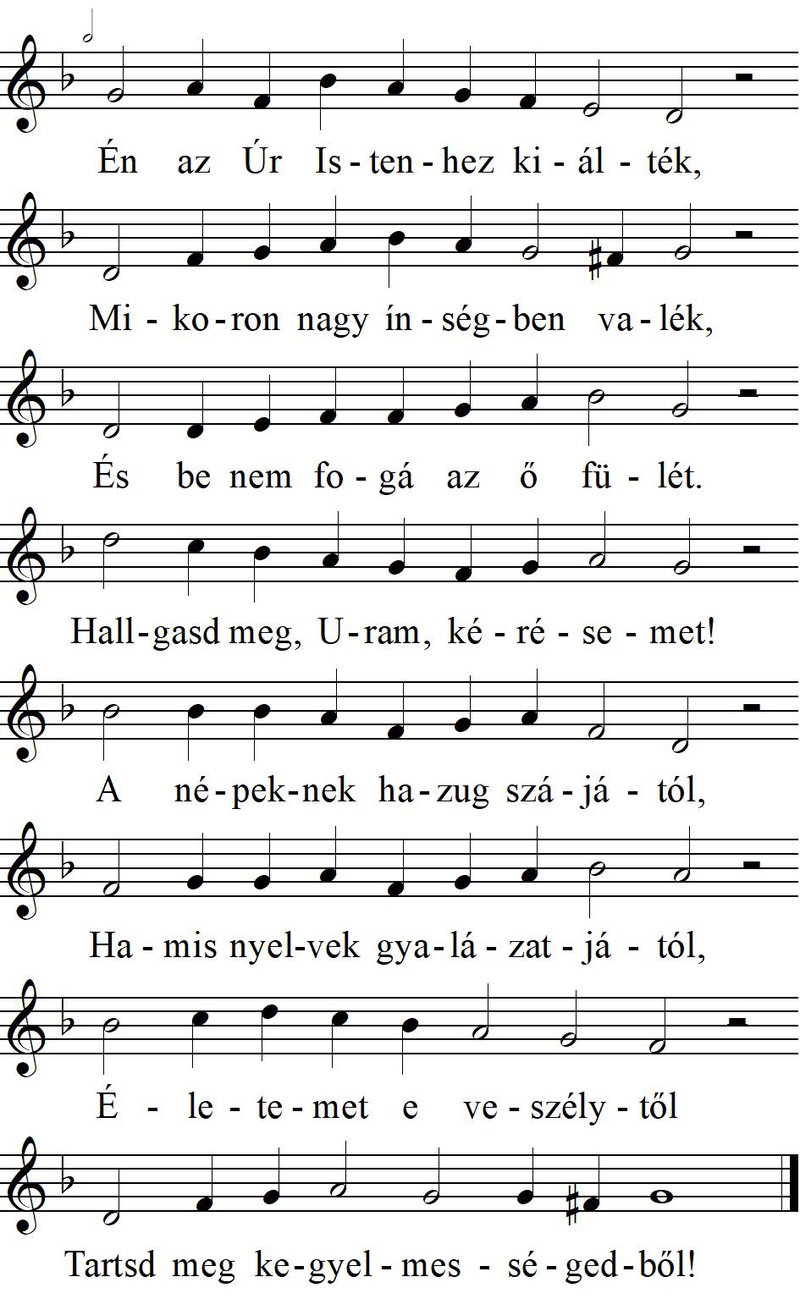 Én az Úr Is - ten - hez ki - ál - ték,
Mi - ko - ron nagy ín - ség - ben va - lék,
És be nem fo - gá az ő fü - lét.
Hall - gasd meg, U - ram, ké - ré - se - met!
A né - pek - nek ha - zug szá - já - tól,
Ha - mis nyel - vek gya - lá - zat - já - tól,
É - le - te - met e ve - szély - től
Tartsd meg ke - gyel - mes - sé - ged - ből!